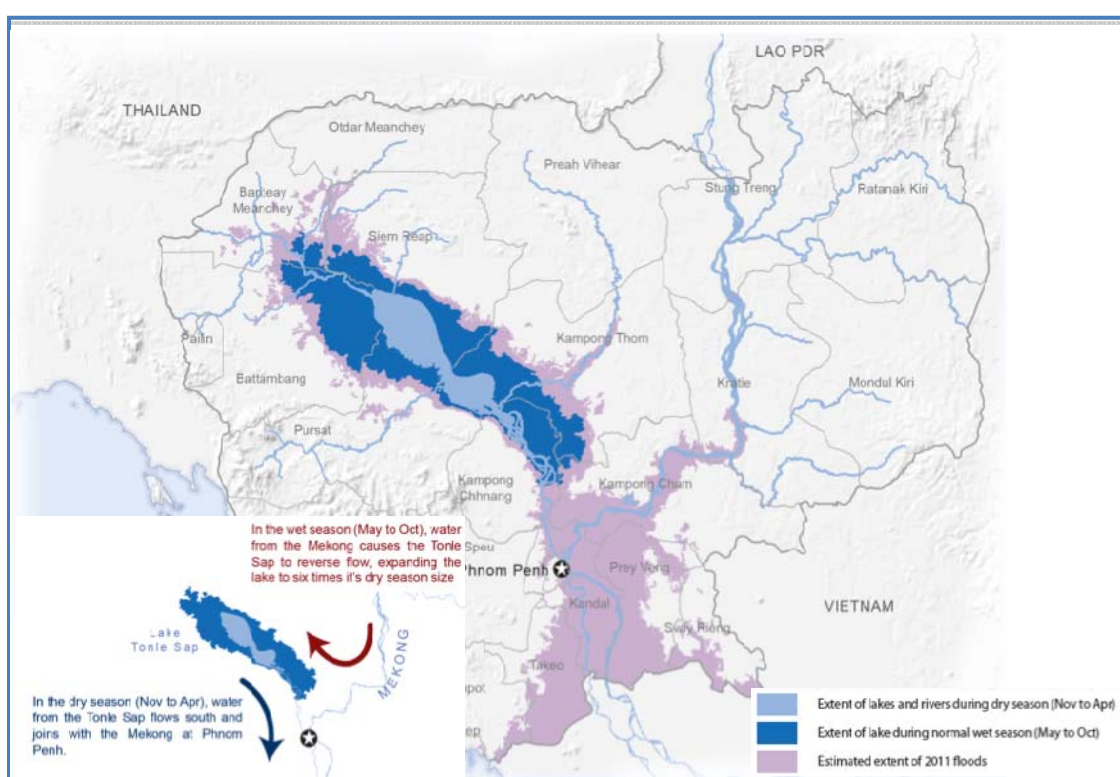 LAO PDR
THAILAND
Otdar Meanchey
Preah Vihear
Stung Treng
Ratanak Kiri
Banteay
Meanchey
Siem Reap
Pailin
Kampong Thom
Battambang
Kratie
Mondul Kiri
Pursat
Kampong
Chhnang
Kampong Cham
Speu
Phnom Penh
Prey Veng
Kandal
VIETNAM
Svay Rieng
Takeo
In the wet season (May to Oct), water
from the Mekong causes the Tonle
Sap to reverse flow, expanding the
lake to six times it's dry season size
Lake
Tonle Sap
MEKONG
In the dry season (Nov to Apr), water
from the Tonle Sap flows south and
joins with the Mekong at Phnom
Penh.
Extent of lakes and rivers during dry season (Nov to Apr)
Extent of lake during normal wet season (May to Oct)
Estimated extent of 2011 floods